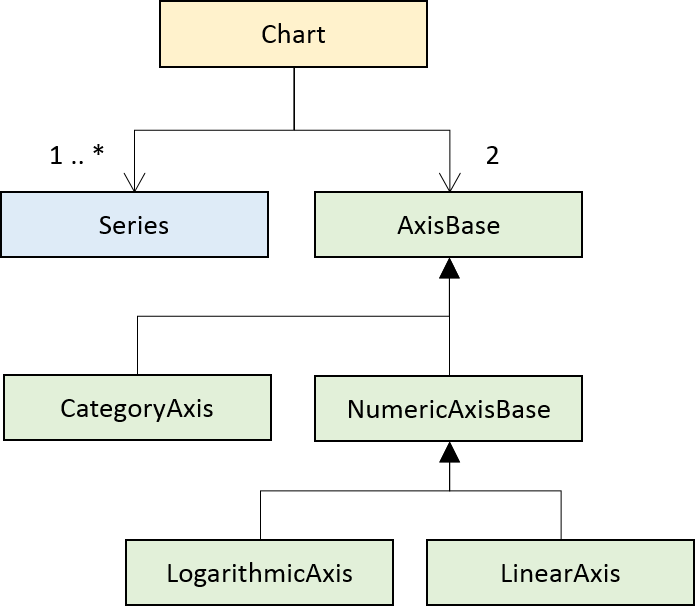 Chart
1 .. *
2
Series
AxisBase
CategoryAxis
NumericAxisBase
LogarithmicAxis
LinearAxis